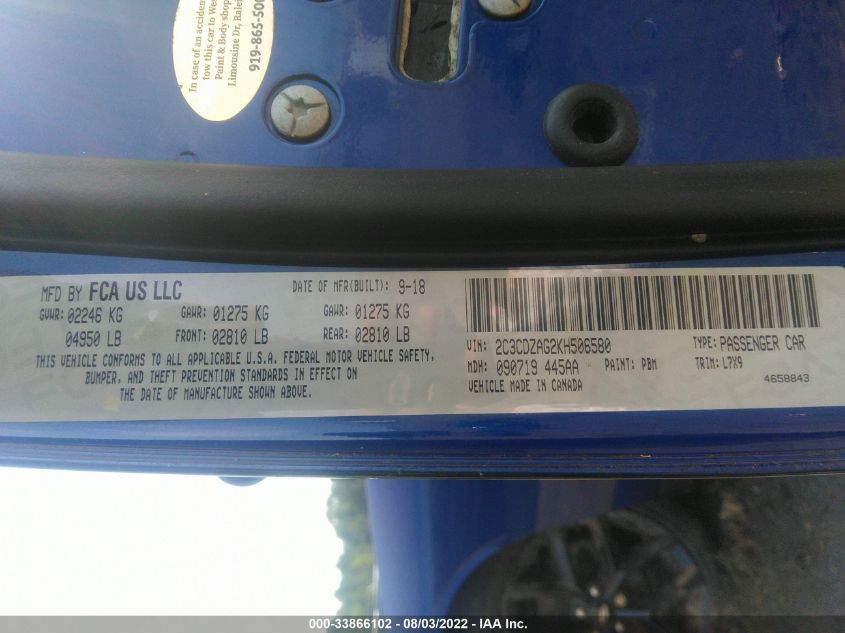 In case of an accident
tow this car to We
Paint & Body shop
Limousine Dr, Ralei
919-865-500
MFD BY FCA US LLC
DATE OF MFR(BUILT): 9-18
GVWR: 02246 KG
GAWR: 01275 KG
GAWR: 01275 KG
04950 LB
FRONT: 02810 LB
REAR: 02810 LB
THIS VEHICLE CONFORMS TO ALL APPLICABLE U.S.A. FEDERAL MOTOR VEHICLE SAFETY,
BUMPER, AND THEFT PREVENTION STANDARDS IN EFFECT ON
THE DATE OF MANUFACTURE SHOWN ABOVE.
VIN: 2C3CDZAG2KH506580
TYPE: PASSENGER CAR
MDH: 090719 445AA
PAINT: PBM
TRIM: L7X9
VEHICLE MADE IN CANADA
4658843
000-33866102 - 08/03/2022 - IAA Inc.